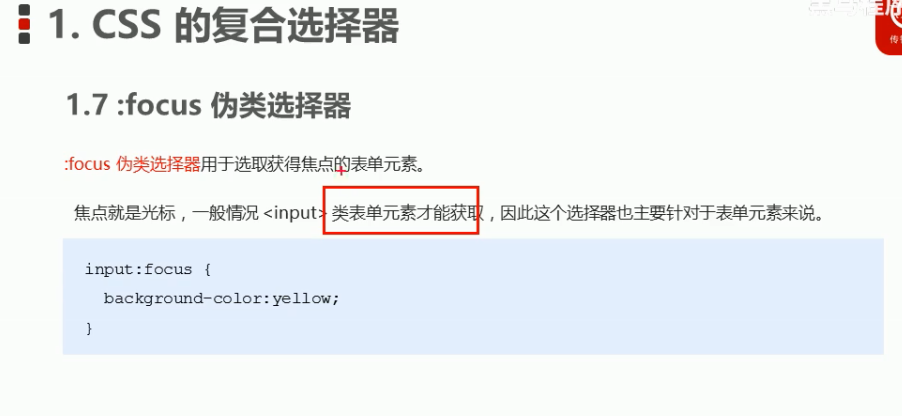 1. CSS 的复合选择器
1.7 :focus 伪类选择器
:focus 伪类选择器用于选取获得焦点的表单元素。
焦点就是光标，一般情况 <input> 类表单元素才能获取，因此这个选择器也主要针对于表单元素来说。
input:focus {
background-color:yellow;
}